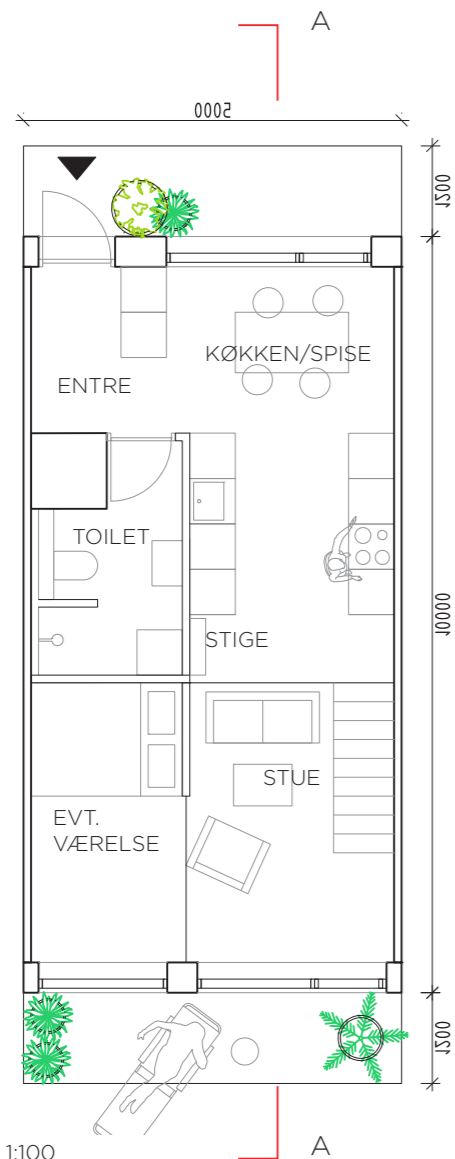 A
5000
1200
KØKKEN/SPISE
ENTRE
TOILET
10000
STIGE
STUE
EVT.
VÆRELSE
1200
1:100
A